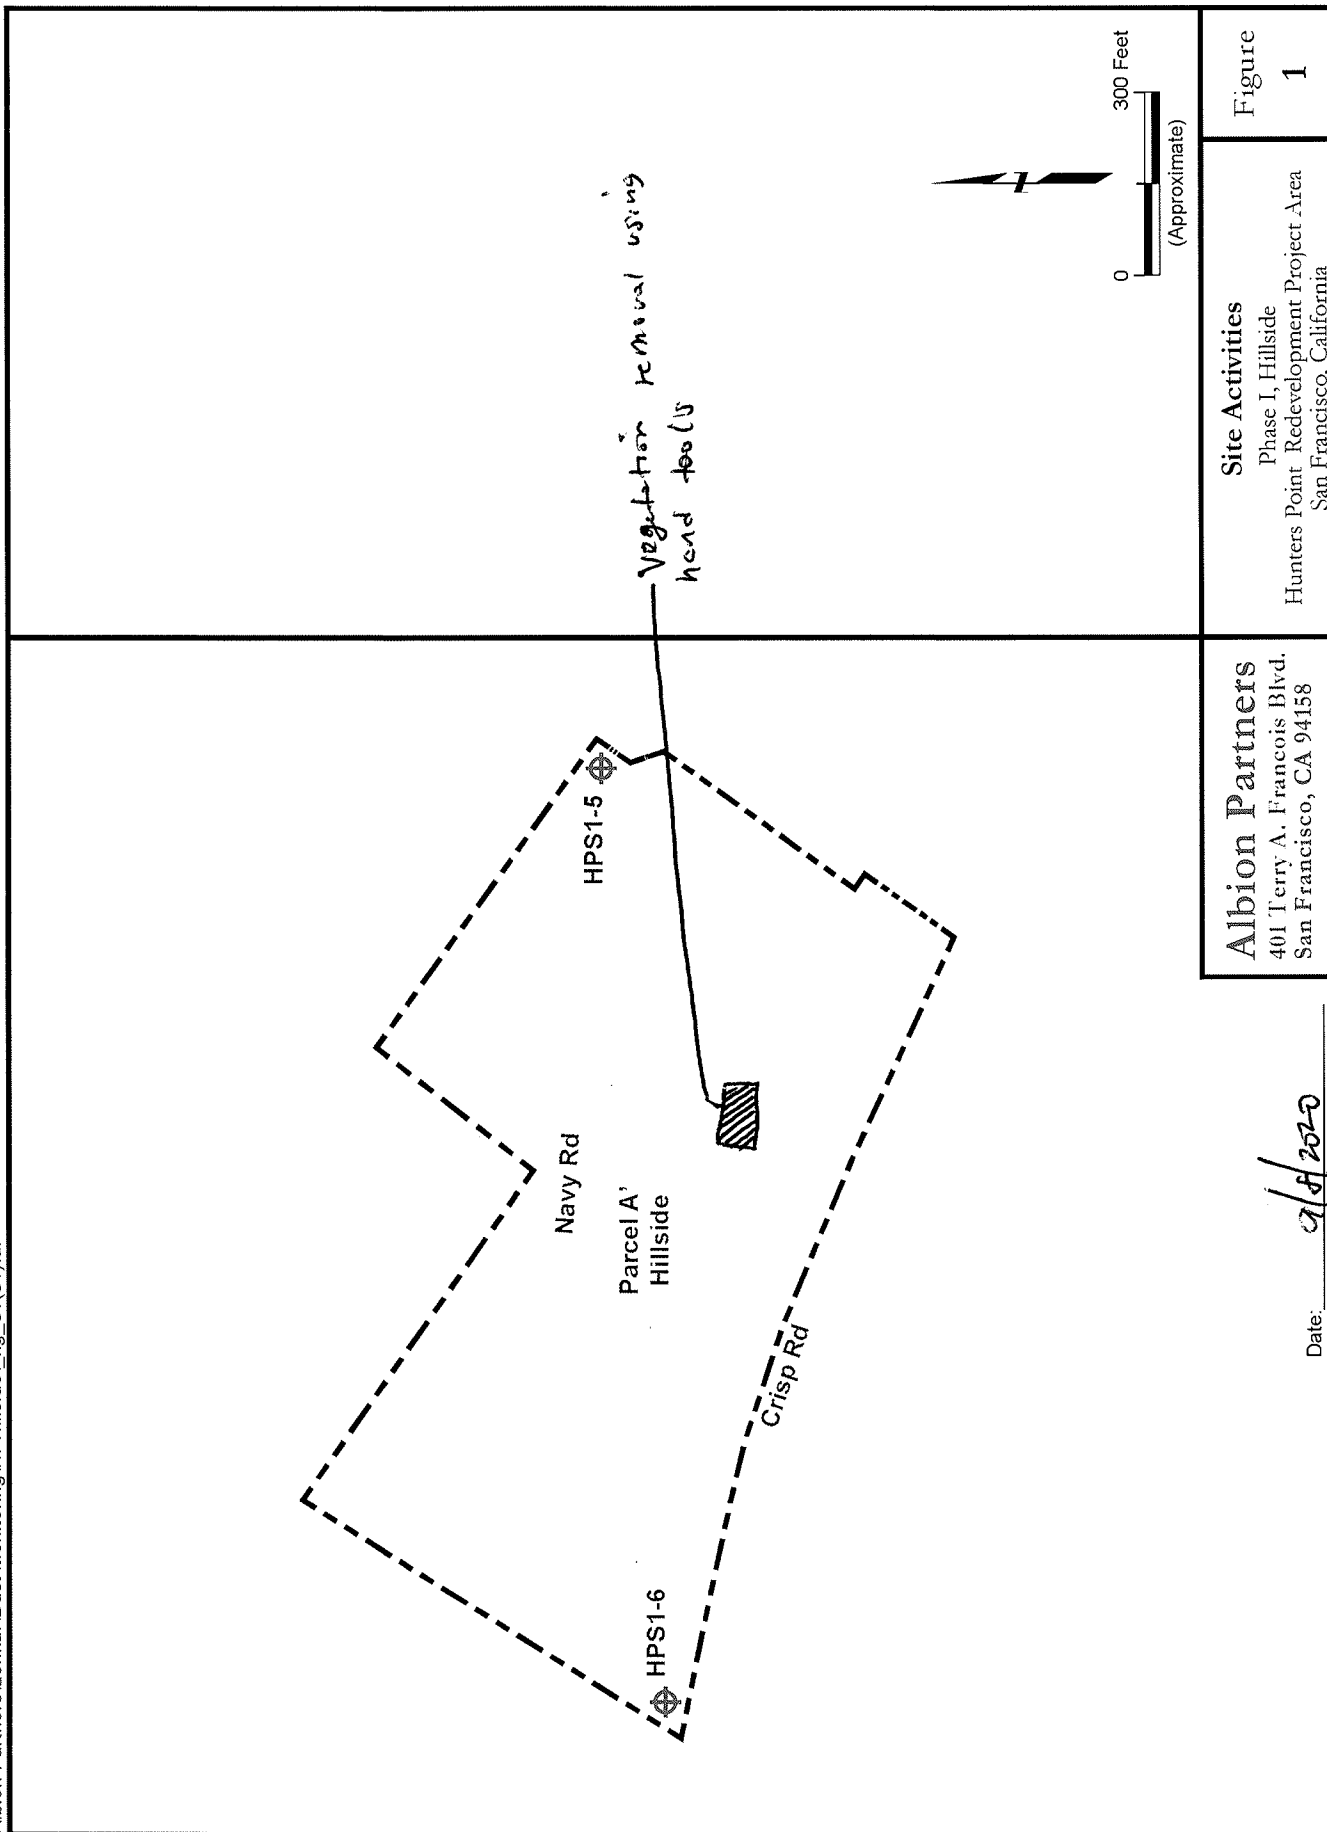 HPS1-5
Navy Rd
Parcel A'
Hillside
HPS1-6
Crisp Rd
Vegetation removal using
hand tools
0
300 Feet
(Approximate)
Date:
Albion Partners
401 Terry A. Francois Blvd.
San Francisco, CA 94158
Site Activities
Phase I, Hillside
Hunters Point Redevelopment Project Area
San Francisco, California
Figure
1